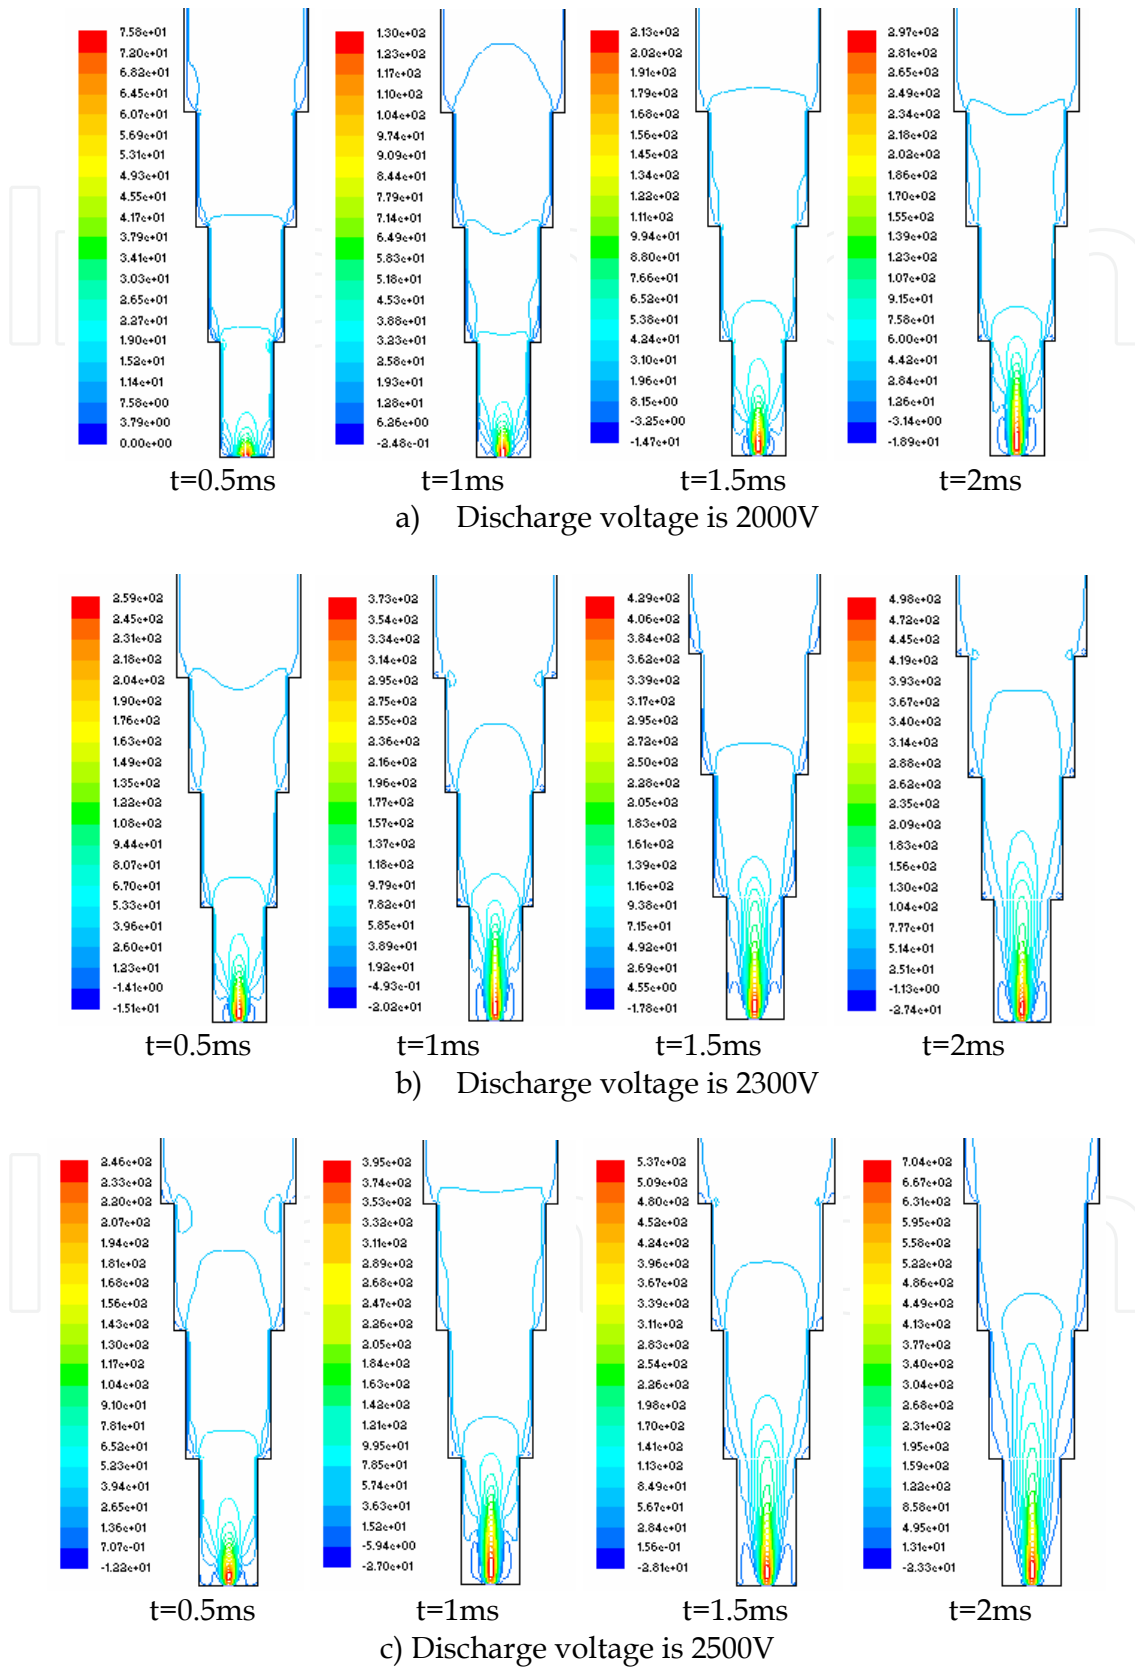 7.58e+01
7.20e+01
6.82e+01
6.45e+01
6.07e+01
5.69e+01
5.31e+01
4.93e+01
4.55e+01
4.17e+01
3.79e+01
3.41e+01
3.03e+01
2.65e+01
2.27e+01
1.90e+01
1.52e+01
1.14e+01
7.58e+00
3.79e+00
0.00e+00
1.30e+02
1.23e+02
1.17e+02
1.10e+02
1.04e+02
9.74e+01
9.09e+01
8.44e+01
7.79e+01
7.14e+01
6.49e+01
5.83e+01
5.18e+01
4.53e+01
3.88e+01
3.23e+01
2.58e+01
1.93e+01
1.28e+01
6.26e+00
-2.48e-01
2.13e+02
2.02e+02
1.91e+02
1.79e+02
1.68e+02
1.56e+02
1.45e+02
1.34e+02
1.22e+02
1.11e+02
9.94e+01
8.80e+01
7.66e+01
6.52e+01
5.38e+01
4.24e+01
3.10e+01
1.96e+01
8.15e+00
-3.25e+00
-1.47e+01
2.97e+02
2.81e+02
2.65e+02
2.49e+02
2.34e+02
2.18e+02
2.02e+02
1.86e+02
1.70e+02
1.55e+02
1.39e+02
1.23e+02
1.07e+02
9.15e+01
7.58e+01
6.00e+01
4.42e+01
2.84e+01
1.26e+01
-3.14e+00
-1.89e+01
t=0.5ms t=1ms t=1.5ms t=2ms
a) Discharge voltage is 2000V
2.59e+02
2.45e+02
2.31e+02
2.18e+02
2.04e+02
1.90e+02
1.76e+02
1.63e+02
1.49e+02
1.35e+02
1.22e+02
1.08e+02
9.44e+01
8.07e+01
6.70e+01
5.33e+01
3.96e+01
2.60e+01
1.23e+01
-1.41e+00
-1.51e+01
3.73e+02
3.54e+02
3.34e+02
3.14e+02
2.95e+02
2.75e+02
2.55e+02
2.36e+02
2.16e+02
1.96e+02
1.77e+02
1.57e+02
1.37e+02
1.18e+02
9.79e+01
7.82e+01
5.85e+01
3.89e+01
1.92e+01
-4.93e-01
-2.02e+01
4.29e+02
4.06e+02
3.84e+02
3.62e+02
3.39e+02
3.17e+02
2.95e+02
2.72e+02
2.50e+02
2.28e+02
2.05e+02
1.83e+02
1.61e+02
1.39e+02
1.16e+02
9.38e+01
7.15e+01
4.92e+01
2.69e+01
4.55e+00
-1.78e+01
4.98e+02
4.72e+02
4.45e+02
4.19e+02
3.93e+02
3.67e+02
3.40e+02
3.14e+02
2.88e+02
2.62e+02
2.35e+02
2.09e+02
1.83e+02
1.56e+02
1.30e+02
1.04e+02
7.77e+01
5.14e+01
2.51e+01
-1.13e+00
-2.74e+01
t=0.5ms t=1ms t=1.5ms t=2ms
b) Discharge voltage is 2300V
2.46e+02
2.33e+02
2.20e+02
2.07e+02
1.94e+02
1.81e+02
1.68e+02
1.56e+02
1.43e+02
1.30e+02
1.17e+02
1.04e+02
9.10e+01
7.81e+01
6.52e+01
5.23e+01
3.94e+01
2.65e+01
1.36e+01
7.07e-01
-1.22e+01
3.95e+02
3.74e+02
3.53e+02
3.32e+02
3.11e+02
2.89e+02
2.68e+02
2.47e+02
2.26e+02
2.05e+02
1.84e+02
1.63e+02
1.42e+02
1.21e+02
9.95e+01
7.85e+01
5.74e+01
3.63e+01
1.52e+01
-5.94e+00
-2.70e+01
5.37e+02
5.09e+02
4.80e+02
4.52e+02
4.24e+02
3.96e+02
3.67e+02
3.39e+02
3.11e+02
2.83e+02
2.54e+02
2.26e+02
1.98e+02
1.70e+02
1.41e+02
1.13e+02
8.49e+01
5.67e+01
2.84e+01
1.56e-01
-2.81e+01
7.04e+02
6.67e+02
6.31e+02
5.95e+02
5.58e+02
5.22e+02
4.86e+02
4.49e+02
4.13e+02
3.77e+02
3.40e+02
3.04e+02
2.68e+02
2.31e+02
1.95e+02
1.59e+02
1.22e+02
8.58e+01
4.95e+01
1.31e+01
-2.33e+01
t=0.5ms t=1ms t=1.5ms t=2ms
c) Discharge voltage is 2500V